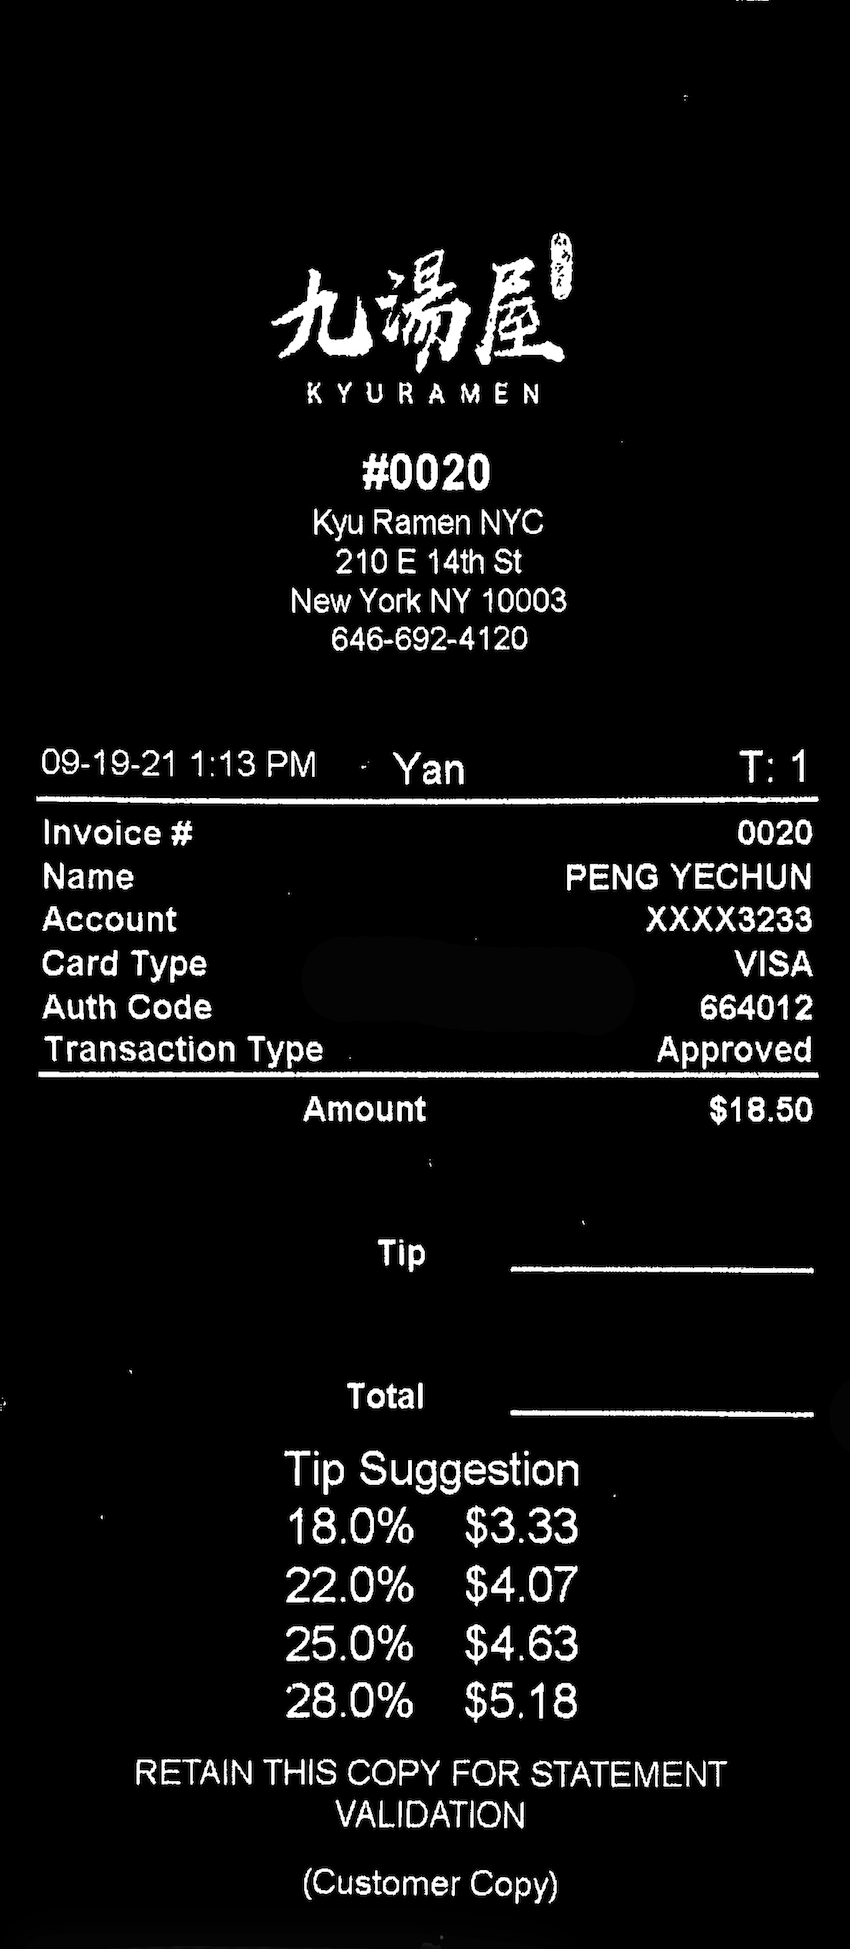 九湯屋
KYURAMEN
#0020
Kyu Ramen NYC
210 E 14th St
New York NY 10003
646-692-4120
09-19-21 1:13 PM Yan T: 1
Invoice # 0020
Name PENG YECHUN
Account XXXX3233
Card Type VISA
Auth Code 664012
Transaction Type Approved
Amount $18.50
Tip
Total
Tip Suggestion
18.0% $3.33
22.0% $4.07
25.0% $4.63
28.0% $5.18
RETAIN THIS COPY FOR STATEMENT
VALIDATION
(Customer Copy)